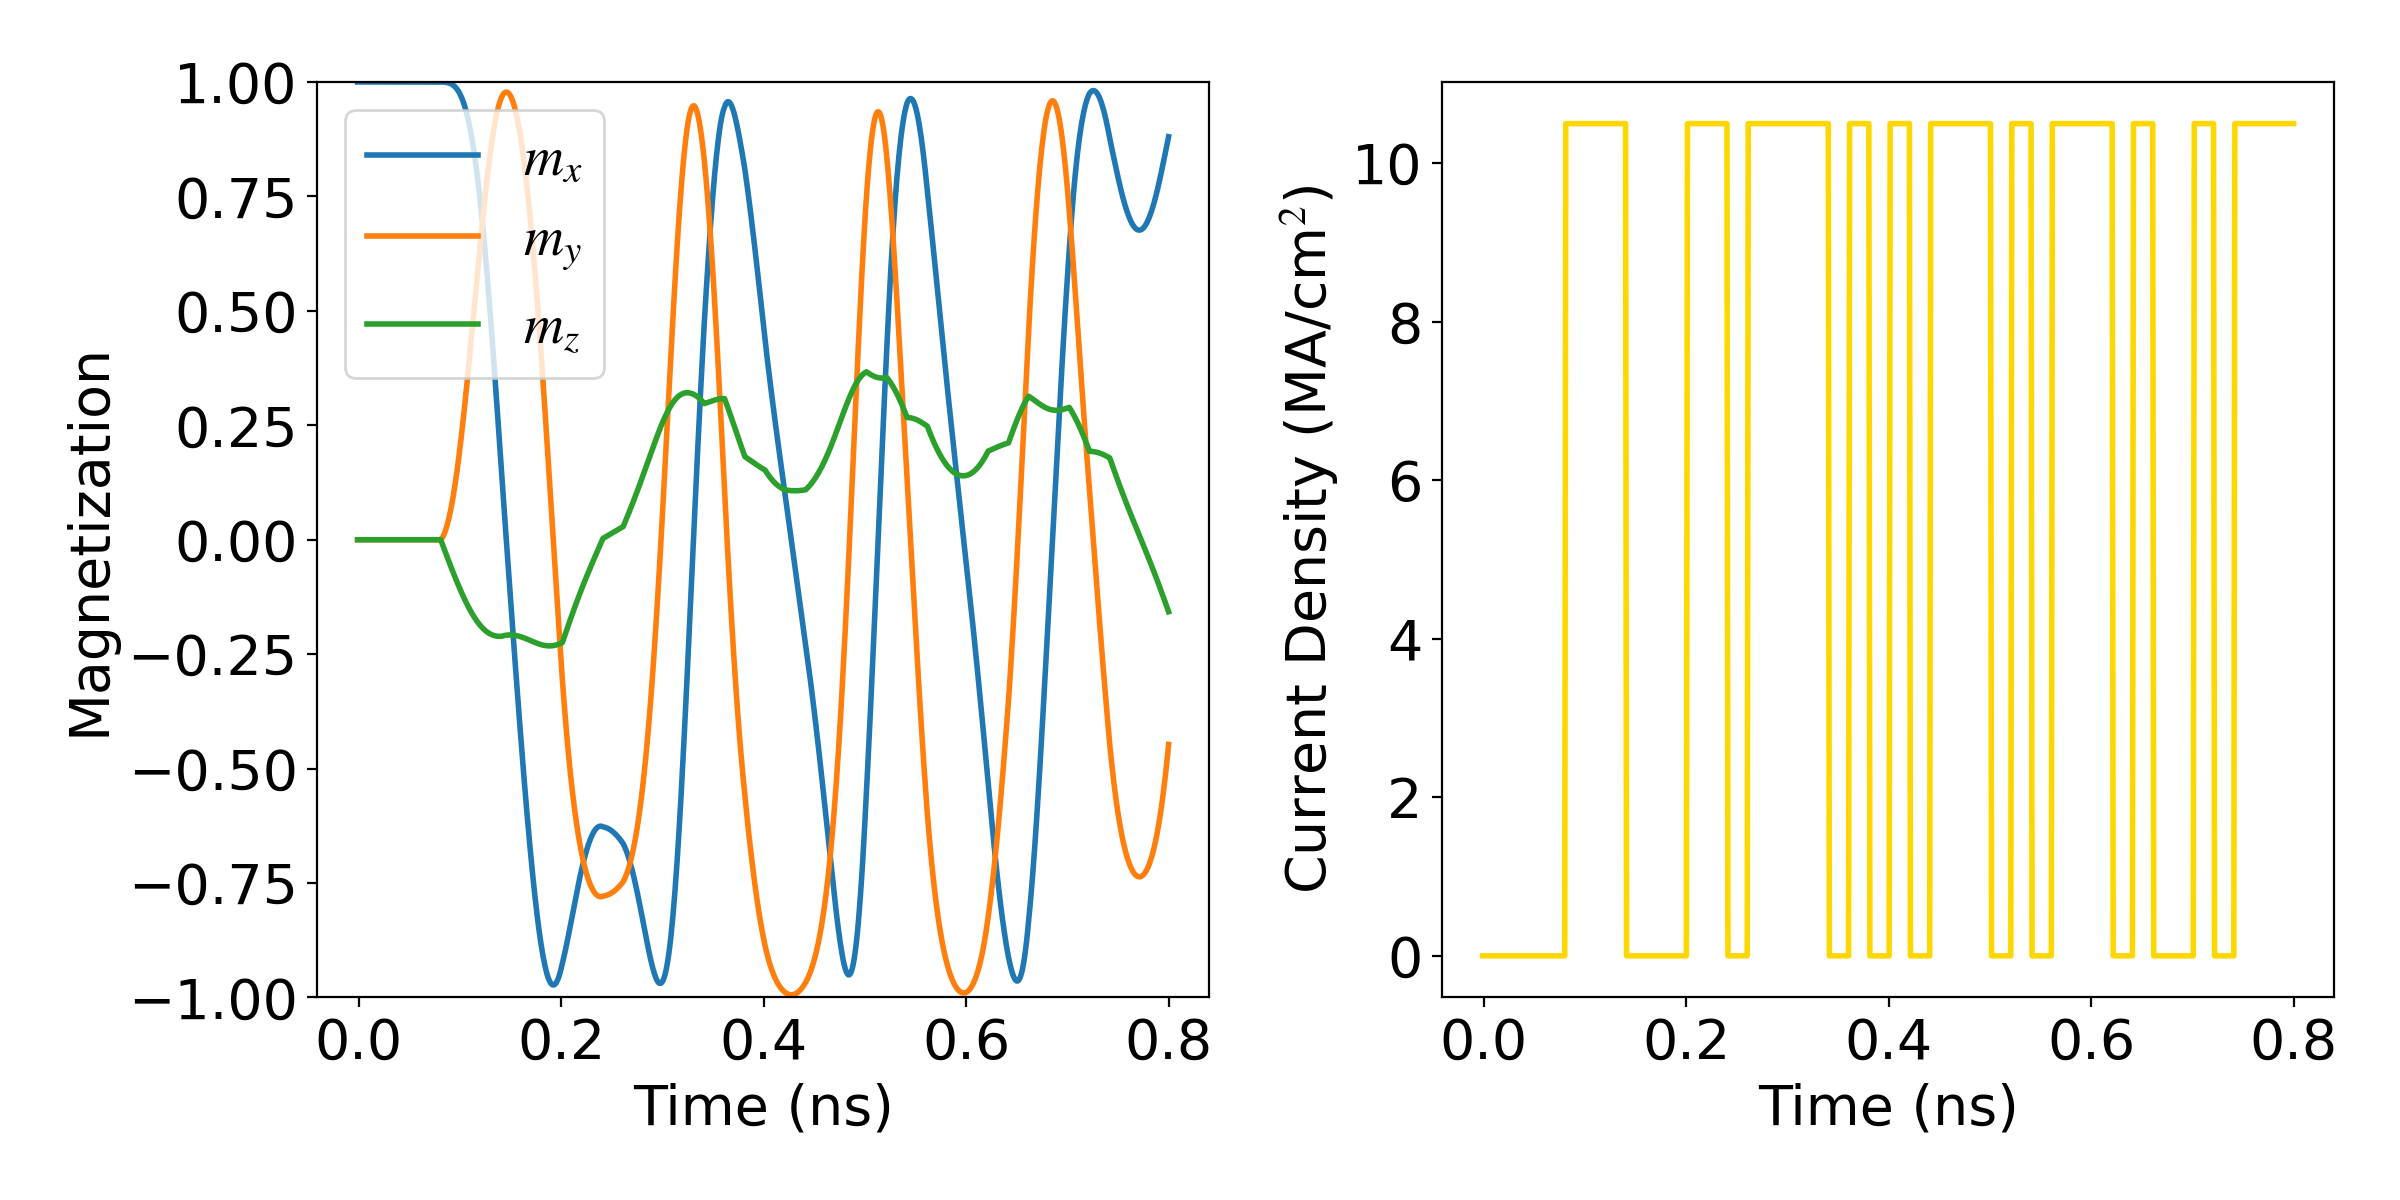 Magnetization
1.00
0.75
0.50
0.25
0.00
−0.25
−0.50
−0.75
−1.00
0.0 0.2 0.4 0.6 0.8
Time (ns)
m_x
m_y
m_z
Current Density (MA/cm²)
10
8
6
4
2
0
0.0 0.2 0.4 0.6 0.8
Time (ns)